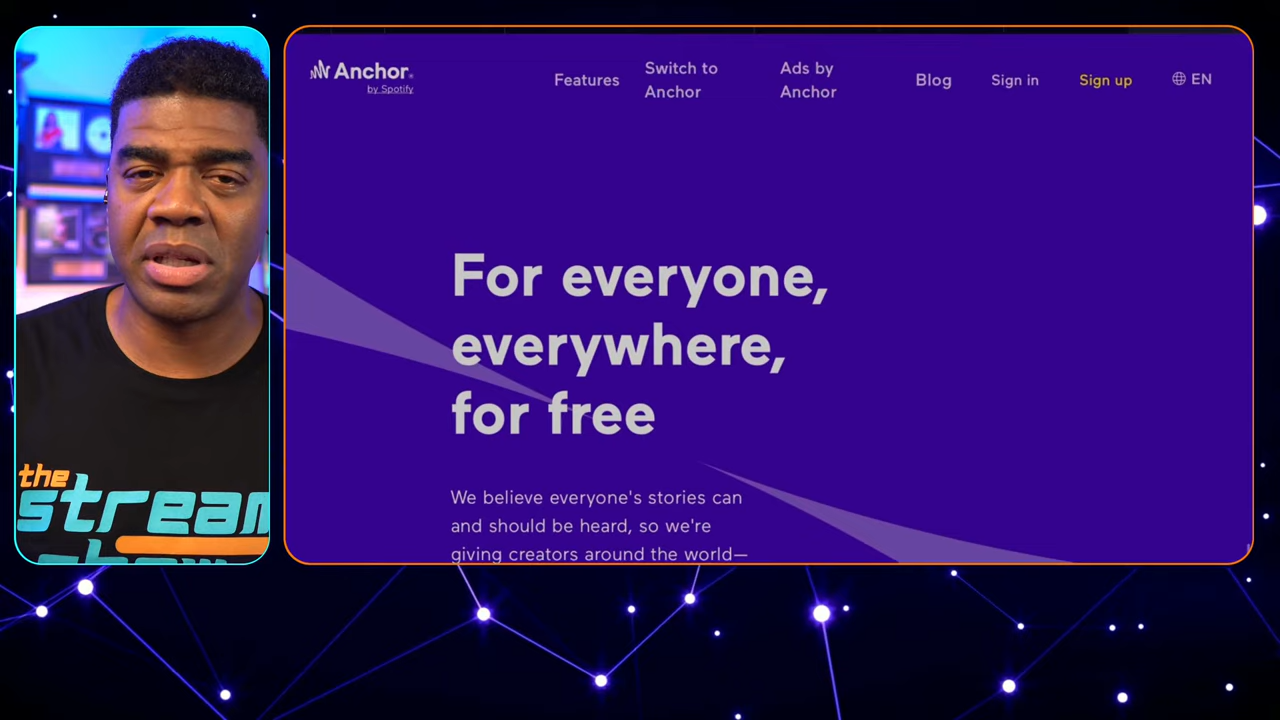 Anchor
by Spotify
Features
Switch to
Anchor
Ads by
Anchor
Blog
Sign in
Sign up
EN
For everyone,
everywhere,
for free
We believe everyone's stories can
and should be heard, so we're
giving creators around the world—
the
stream
show